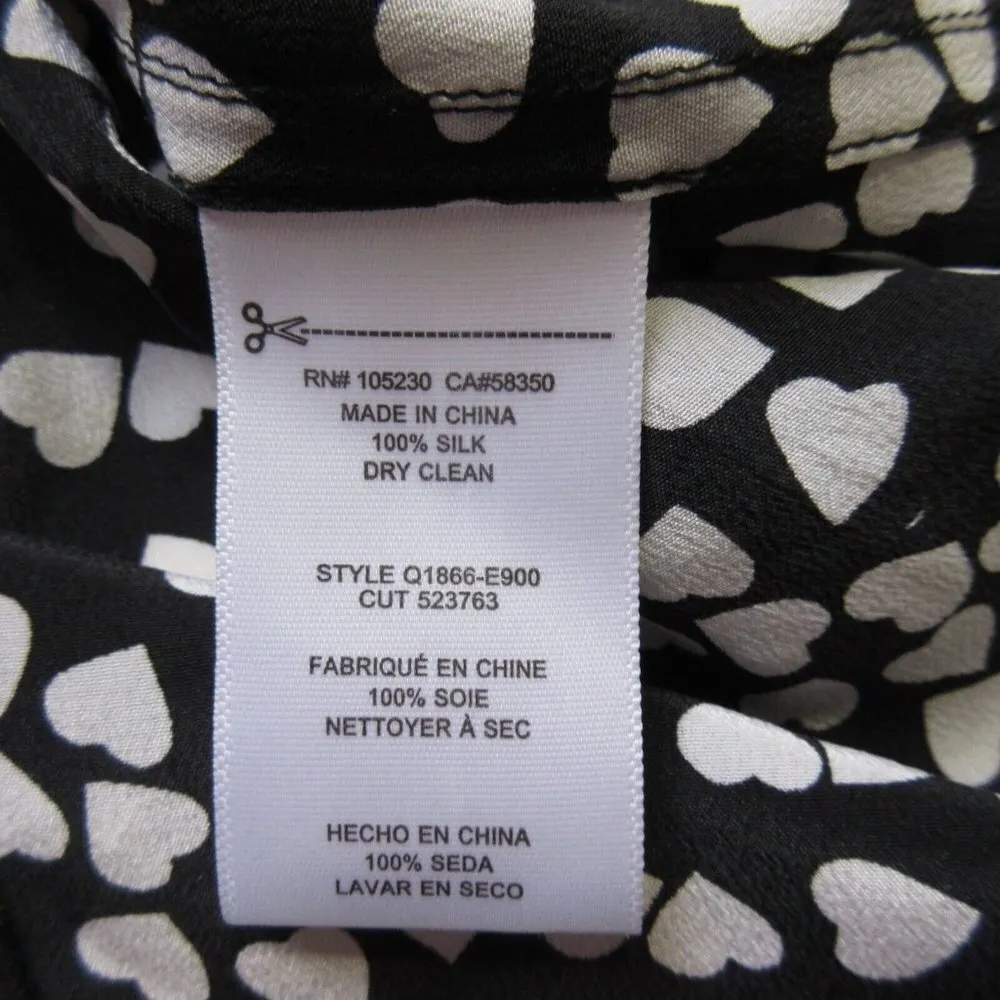 RN# 105230 CA#58350
MADE IN CHINA
100% SILK
DRY CLEAN
STYLE Q1866-E900
CUT 523763
FABRIQUÉ EN CHINE
100% SOIE
NETTOYER À SEC
HECHO EN CHINA
100% SEDA
LAVAR EN SECO